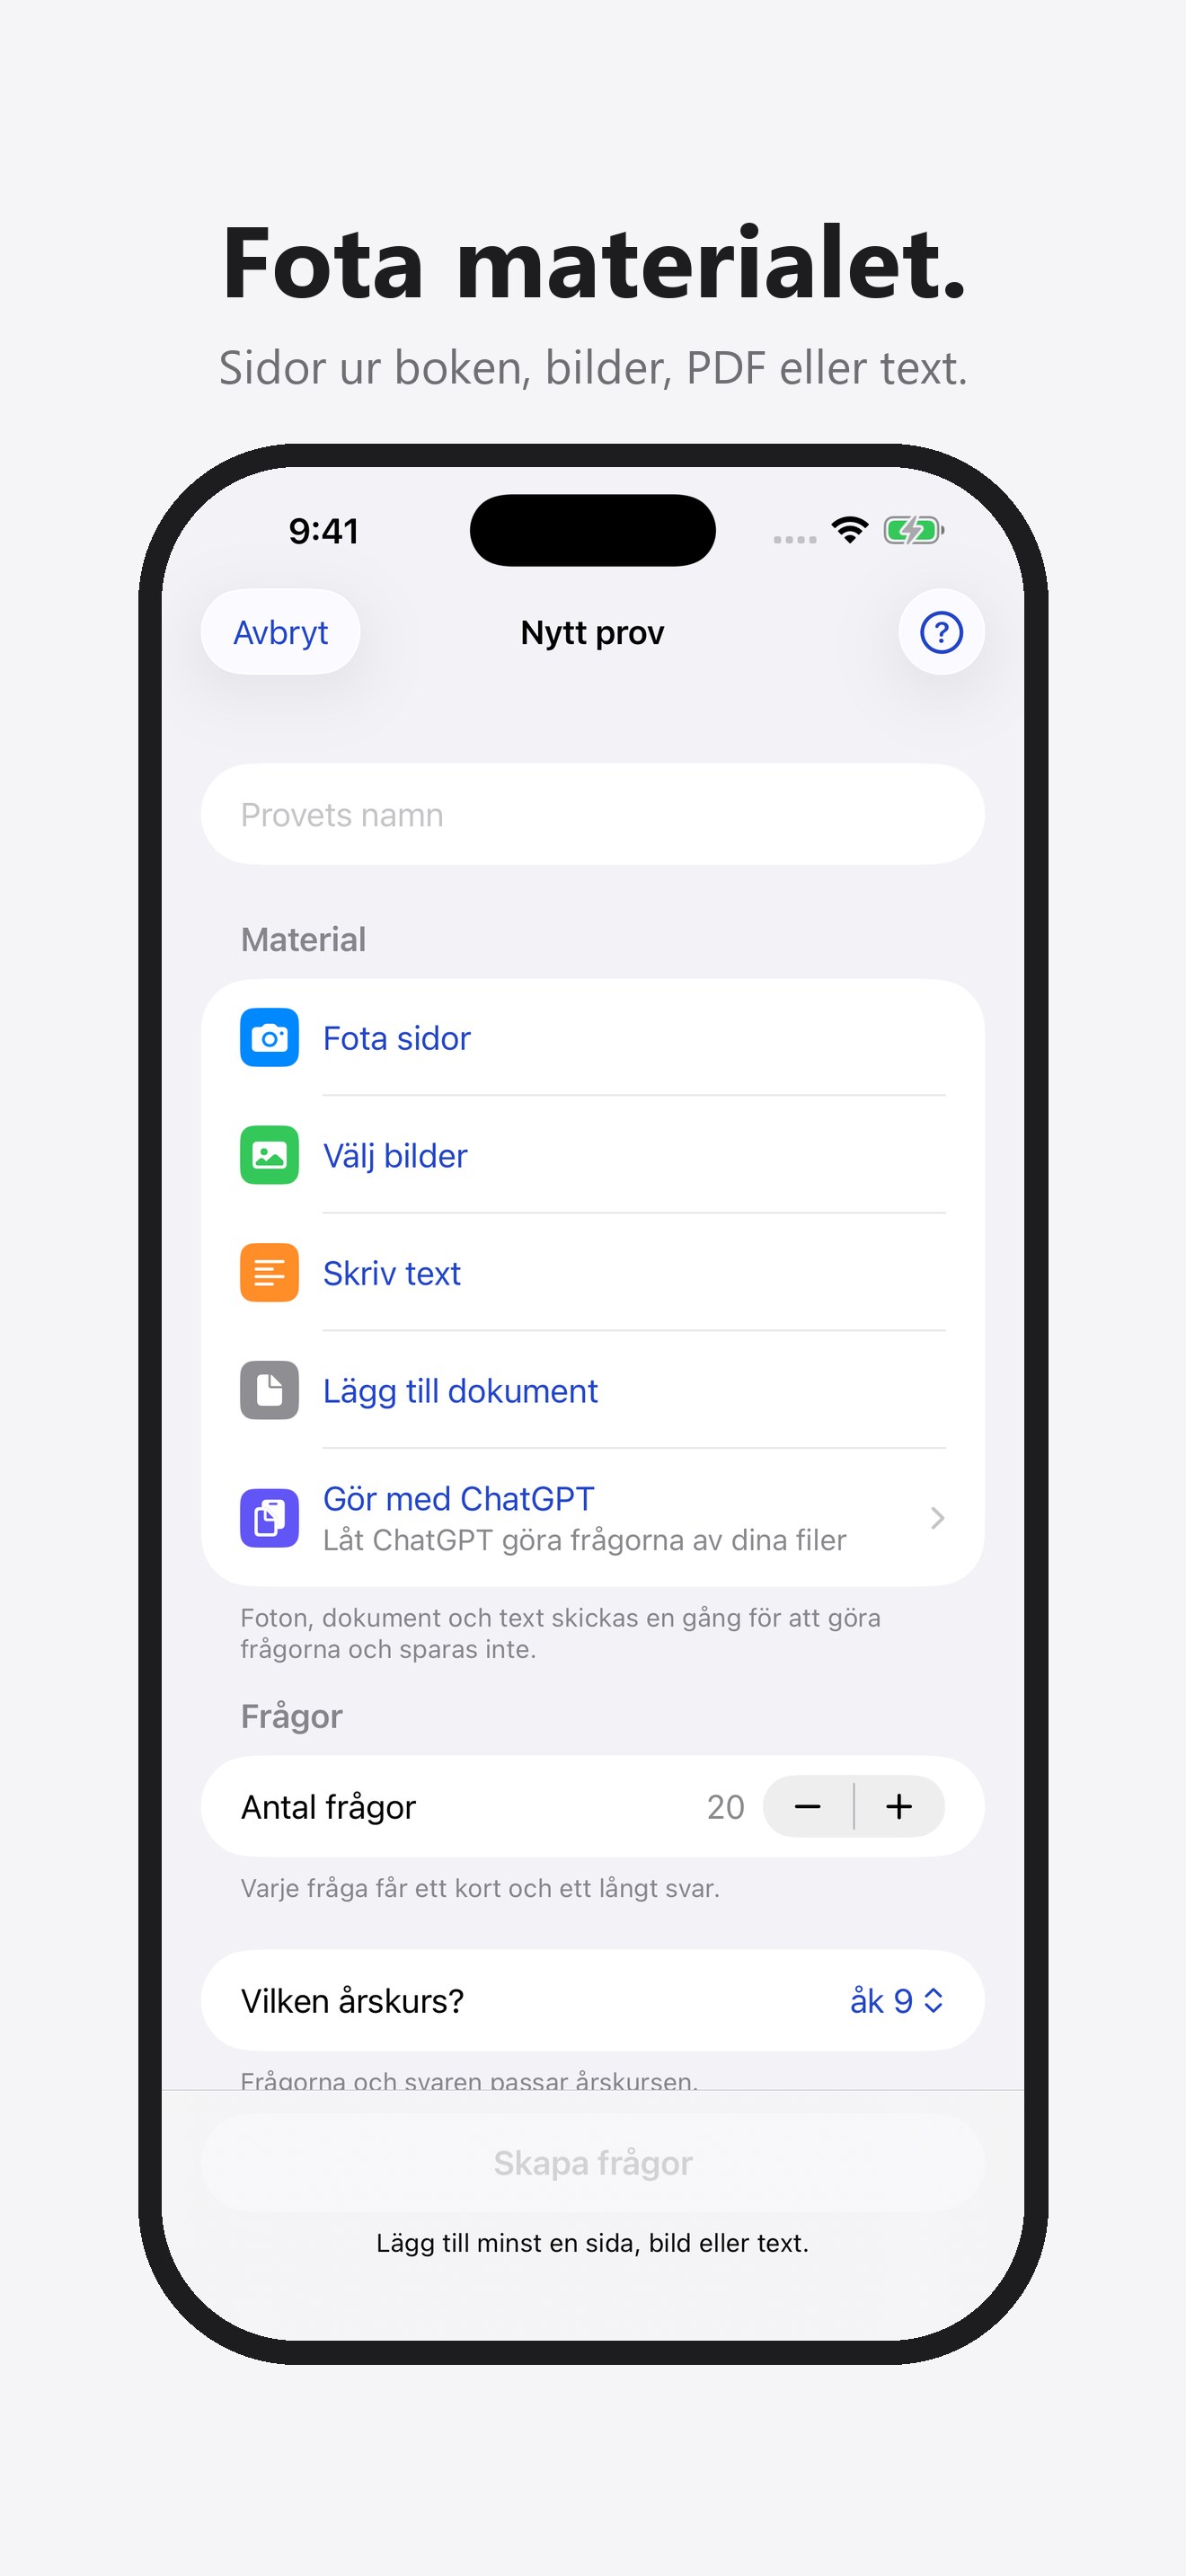 Fota materialet.
Sidor ur boken, bilder, PDF eller text.
9:41
Avbryt
Nytt prov
?
Provets namn
Material
Fota sidor
Välj bilder
Skriv text
Lägg till dokument
Gör med ChatGPT
Låt ChatGPT göra frågorna av dina filer
Foton, dokument och text skickas en gång för att göra
frågorna och sparas inte.
Frågor
Antal frågor
20
Varje fråga får ett kort och ett långt svar.
Vilken årskurs?
åk 9
Frågorna och svaren passar årskursen.
Skapa frågor
Lägg till minst en sida, bild eller text.